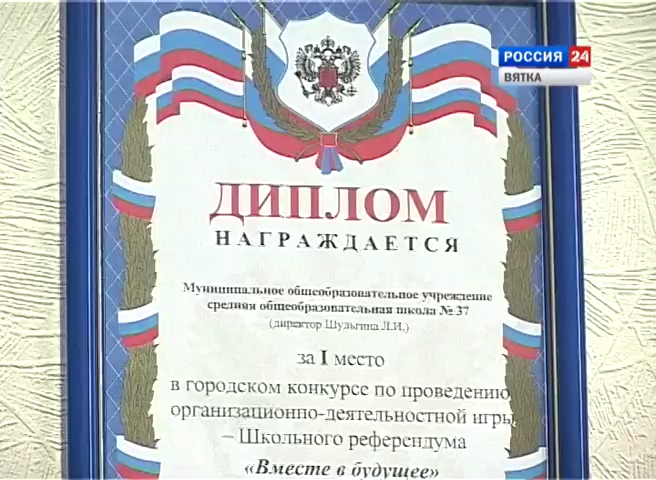 РОССИЯ 24
ВЯТКА
ДИПЛОМ
НАГРАЖДАЕТСЯ
Муниципальное общеобразовательное учреждение
средняя общеобразовательная школа № 37
(директор Шульгина Л.И.)
за I место
в городском конкурсе по проведению
организационно-деятельностной игры
– Школьного референдума
«Вместе в будущее»